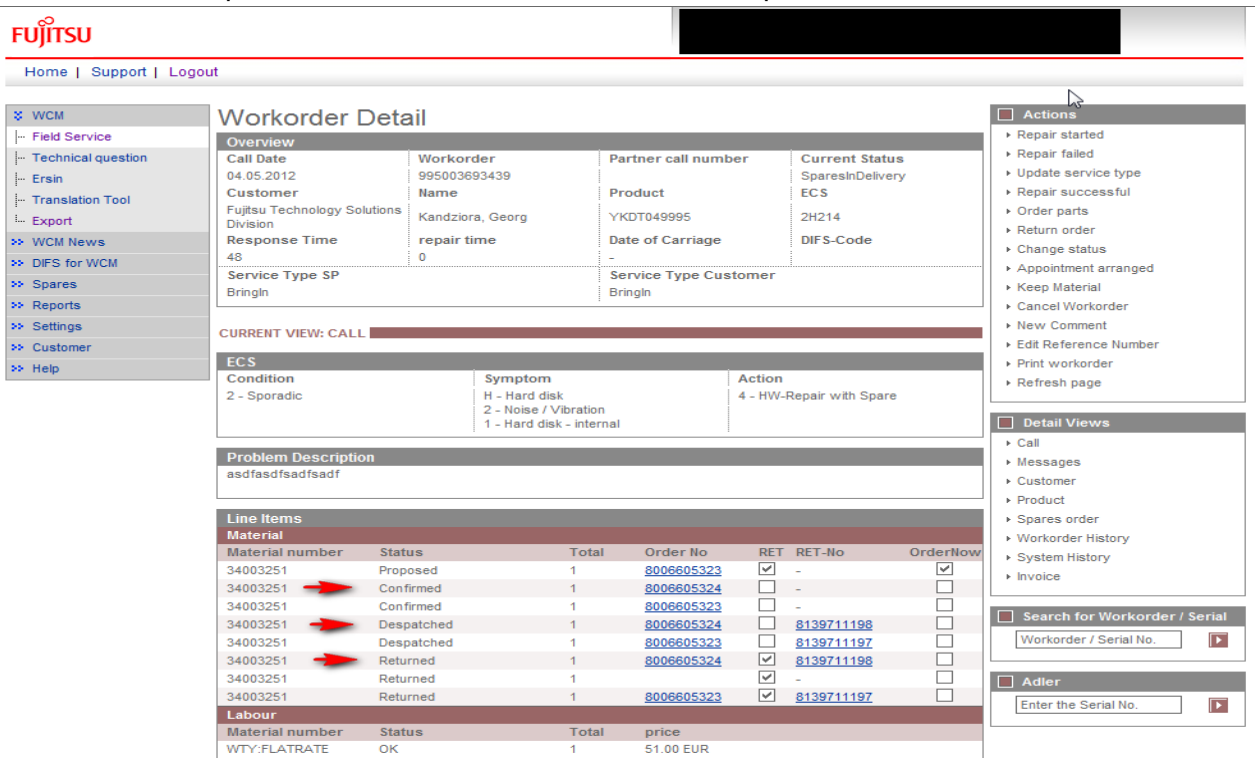 FUJITSU
Home | Support | Logout
WCM
Field Service
Technical question
Ersin
Translation Tool
Export
WCM News
DIFS for WCM
Spares
Reports
Settings
Customer
Help
Workorder Detail
Overview
Call Date Workorder Partner call number Current Status
04.05.2012 995003693439 SparesInDelivery
Customer Name Product ECS
Fujitsu Technology Solutions Division Kandziora, Georg YKDT049995 2H214
Response Time repair time Date of Carriage DIFS-Code
48 0 -
Service Type SP Service Type Customer
BringIn BringIn
CURRENT VIEW: CALL
ECS
Condition Symptom Action
2 - Sporadic H - Hard disk 4 - HW-Repair with Spare
2 - Noise / Vibration
1 - Hard disk - internal
Problem Description
asdfasdfsadfsadf
Line Items
Material
Material number Status Total Order No RET RET-No OrderNow
34003251 Proposed 1 8006605323 -
34003251 Confirmed 1 8006605324 -
34003251 Confirmed 1 8006605323 -
34003251 Despatched 1 8006605324 8139711198
34003251 Despatched 1 8006605323 8139711197
34003251 Returned 1 8006605324 8139711198
34003251 Returned 1 -
34003251 Returned 1 8006605323 8139711197
Labour
Material number Status Total price
WTY:FLATRATE OK 1 51.00 EUR
Actions
Repair started
Repair failed
Update service type
Repair successful
Order parts
Return order
Change status
Appointment arranged
Keep Material
Cancel Workorder
New Comment
Edit Reference Number
Print workorder
Refresh page
Detail Views
Call
Messages
Customer
Product
Spares order
Workorder History
System History
Invoice
Search for Workorder / Serial
Workorder / Serial No.
Adler
Enter the Serial No.